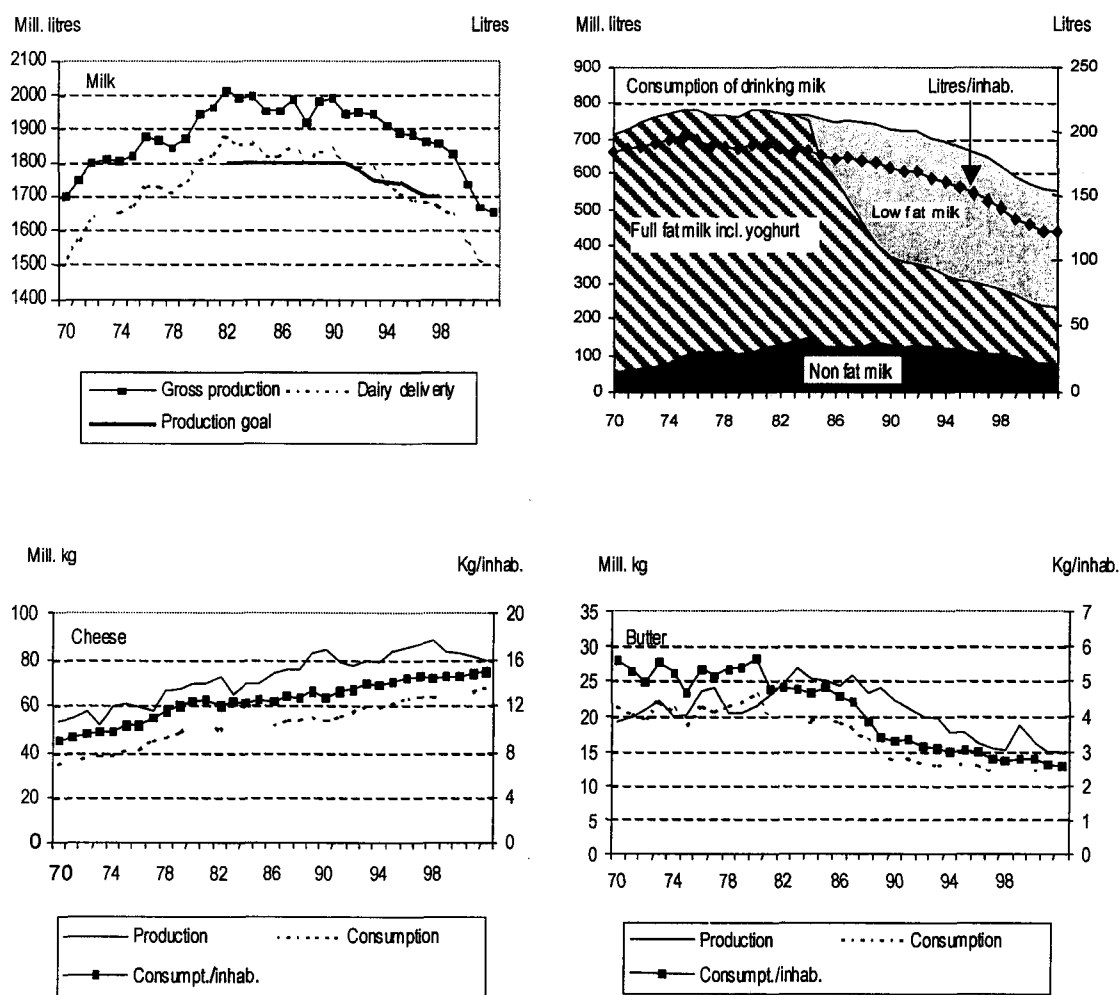 Mill. litres Litres
Milk
2100
2000
1900
1800
1700
1600
1500
1400
70 74 78 82 86 90 94 98
Gross production Dairy deliverly
Production goal
Mill. litres Litres
Consumption of drinking milk Litres/inhab.
900 250
800
700 200
600
500 150
400
300 100
200
100 50
0 0
Full fat milk incl. yoghurt
Low fat milk
Non fat milk
70 74 78 82 86 90 94 98
Mill. kg Kg/inhab.
Cheese
100 20
80 16
60 12
40 8
20 4
0 0
70 74 78 82 86 90 94 98
Production Consumption
Consumpt./inhab.
Mill. kg Kg/inhab.
Butter
35 7
30 6
25 5
20 4
15 3
10 2
5 1
0 0
70 74 78 82 86 90 94 98
Production Consumption
Consumpt./inhab.